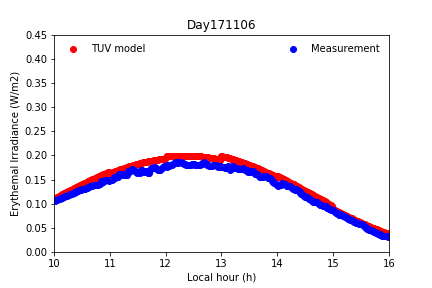 Day171106
TUV model
Measurement
Erythemal Irradiance (W/m2)
0.45
0.40
0.35
0.30
0.25
0.20
0.15
0.10
0.05
0.00
10 11 12 13 14 15 16
Local hour (h)